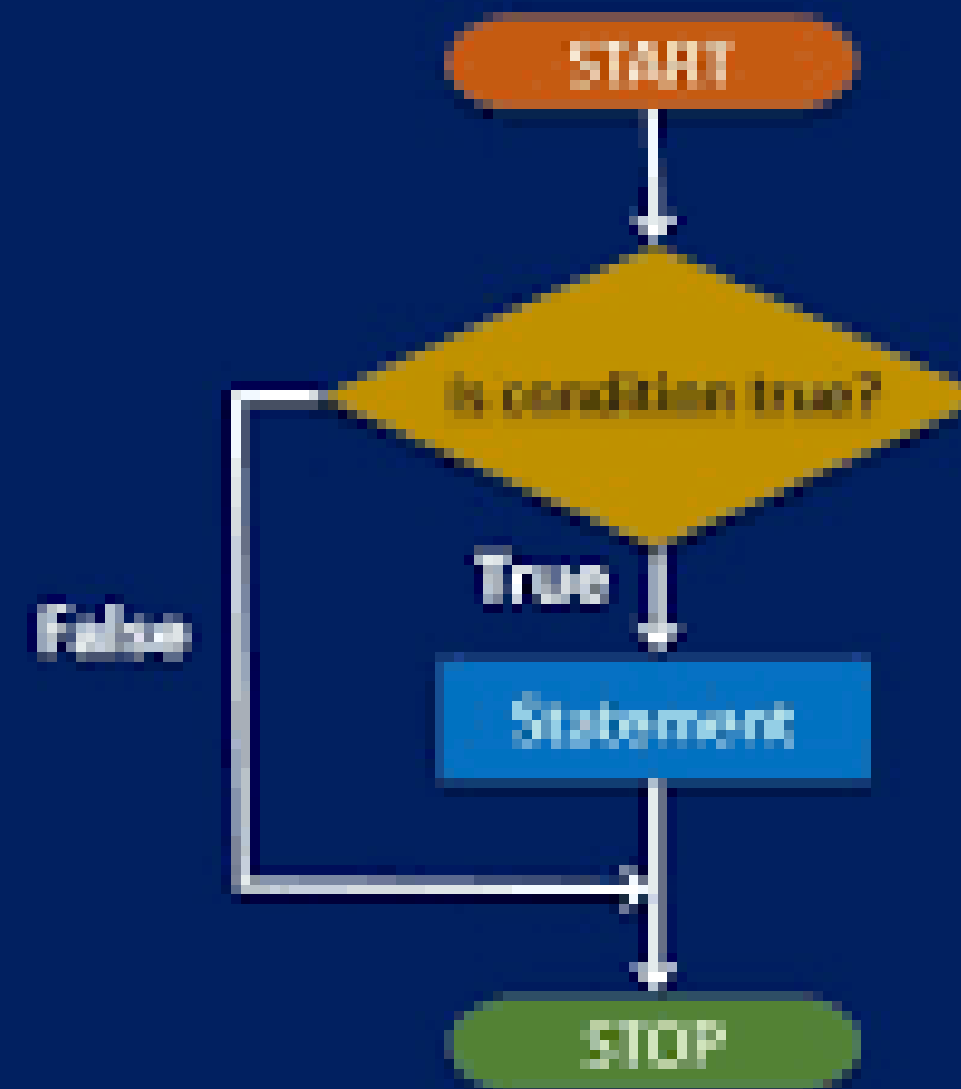 START
is condition true?
True
False
Statement
STOP